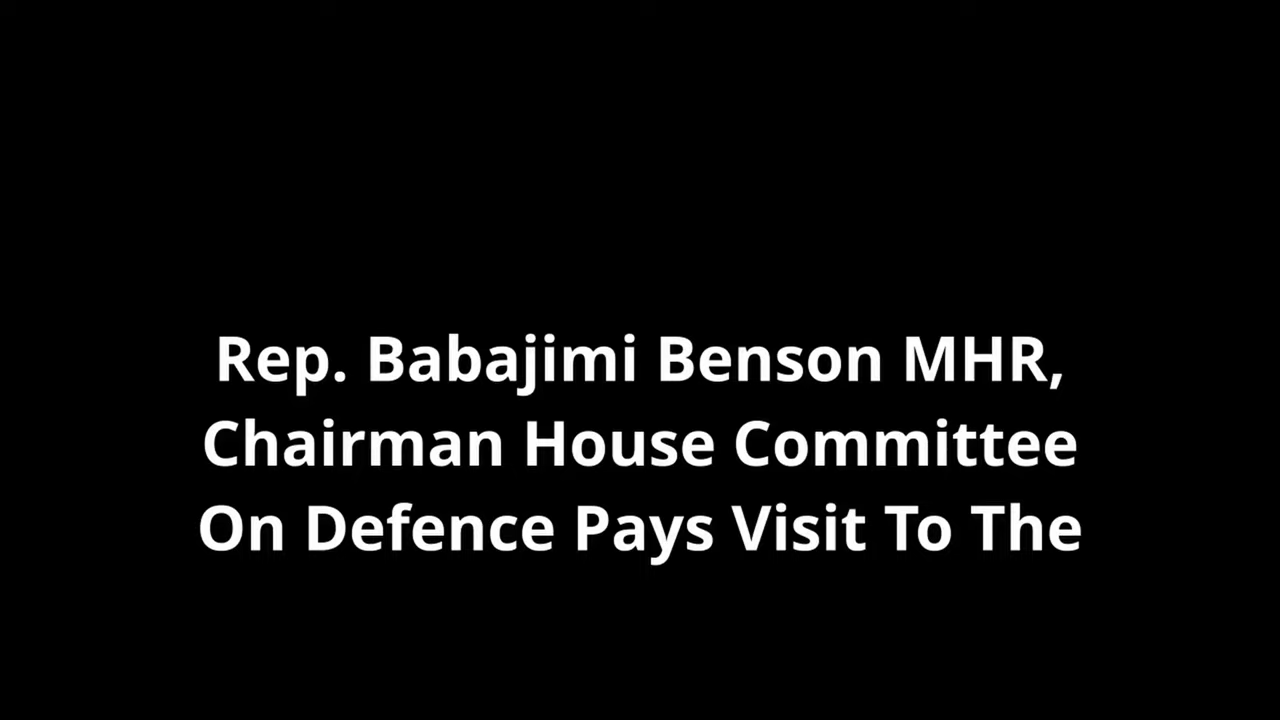 Rep. Babajimi Benson MHR,
Chairman House Committee
On Defence Pays Visit To The